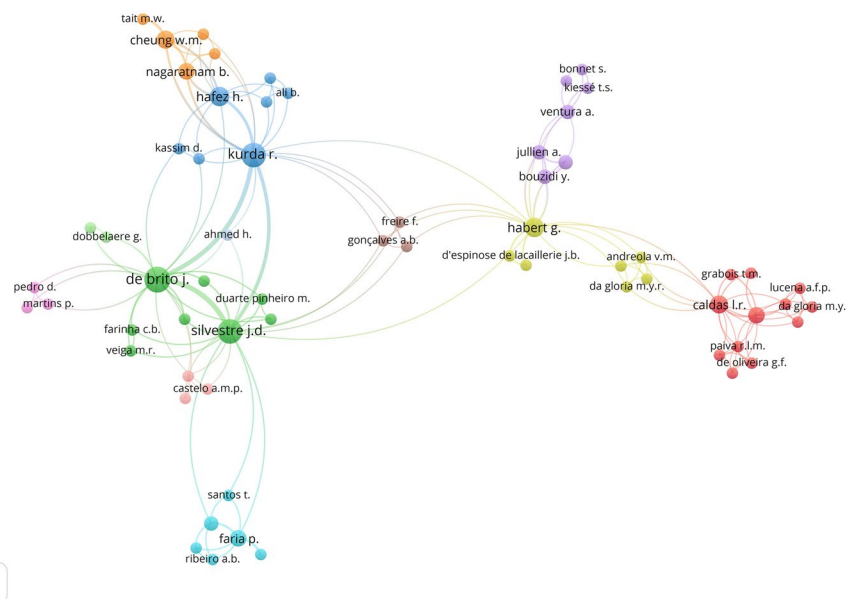 tait m.w.
cheung w.m.
nagaratnam b.
hafez h.
ali b.
kassim d.
kurda r.
bonnet s.
kiessé t.s.
ventura a.
jullien a.
bouzidi y.
freire f.
gonçalves a.b.
habert g.
ahmed h.
dobbelaere g.
d'espinose de lacaillerie j.b.
andreola v.m.
da gloria m.y.r.
de brito j.
pedro d.
martins p.
duarte pinheiro m.
farinha c.b.
silvestre j.d.
veiga m.r.
castelo a.m.p.
grabois t.m.
lucena a.f.p.
caldas l.r.
da gloria m.y.
paiva r.l.m.
de oliveira g.f.
santos t.
faria p.
ribeiro a.b.